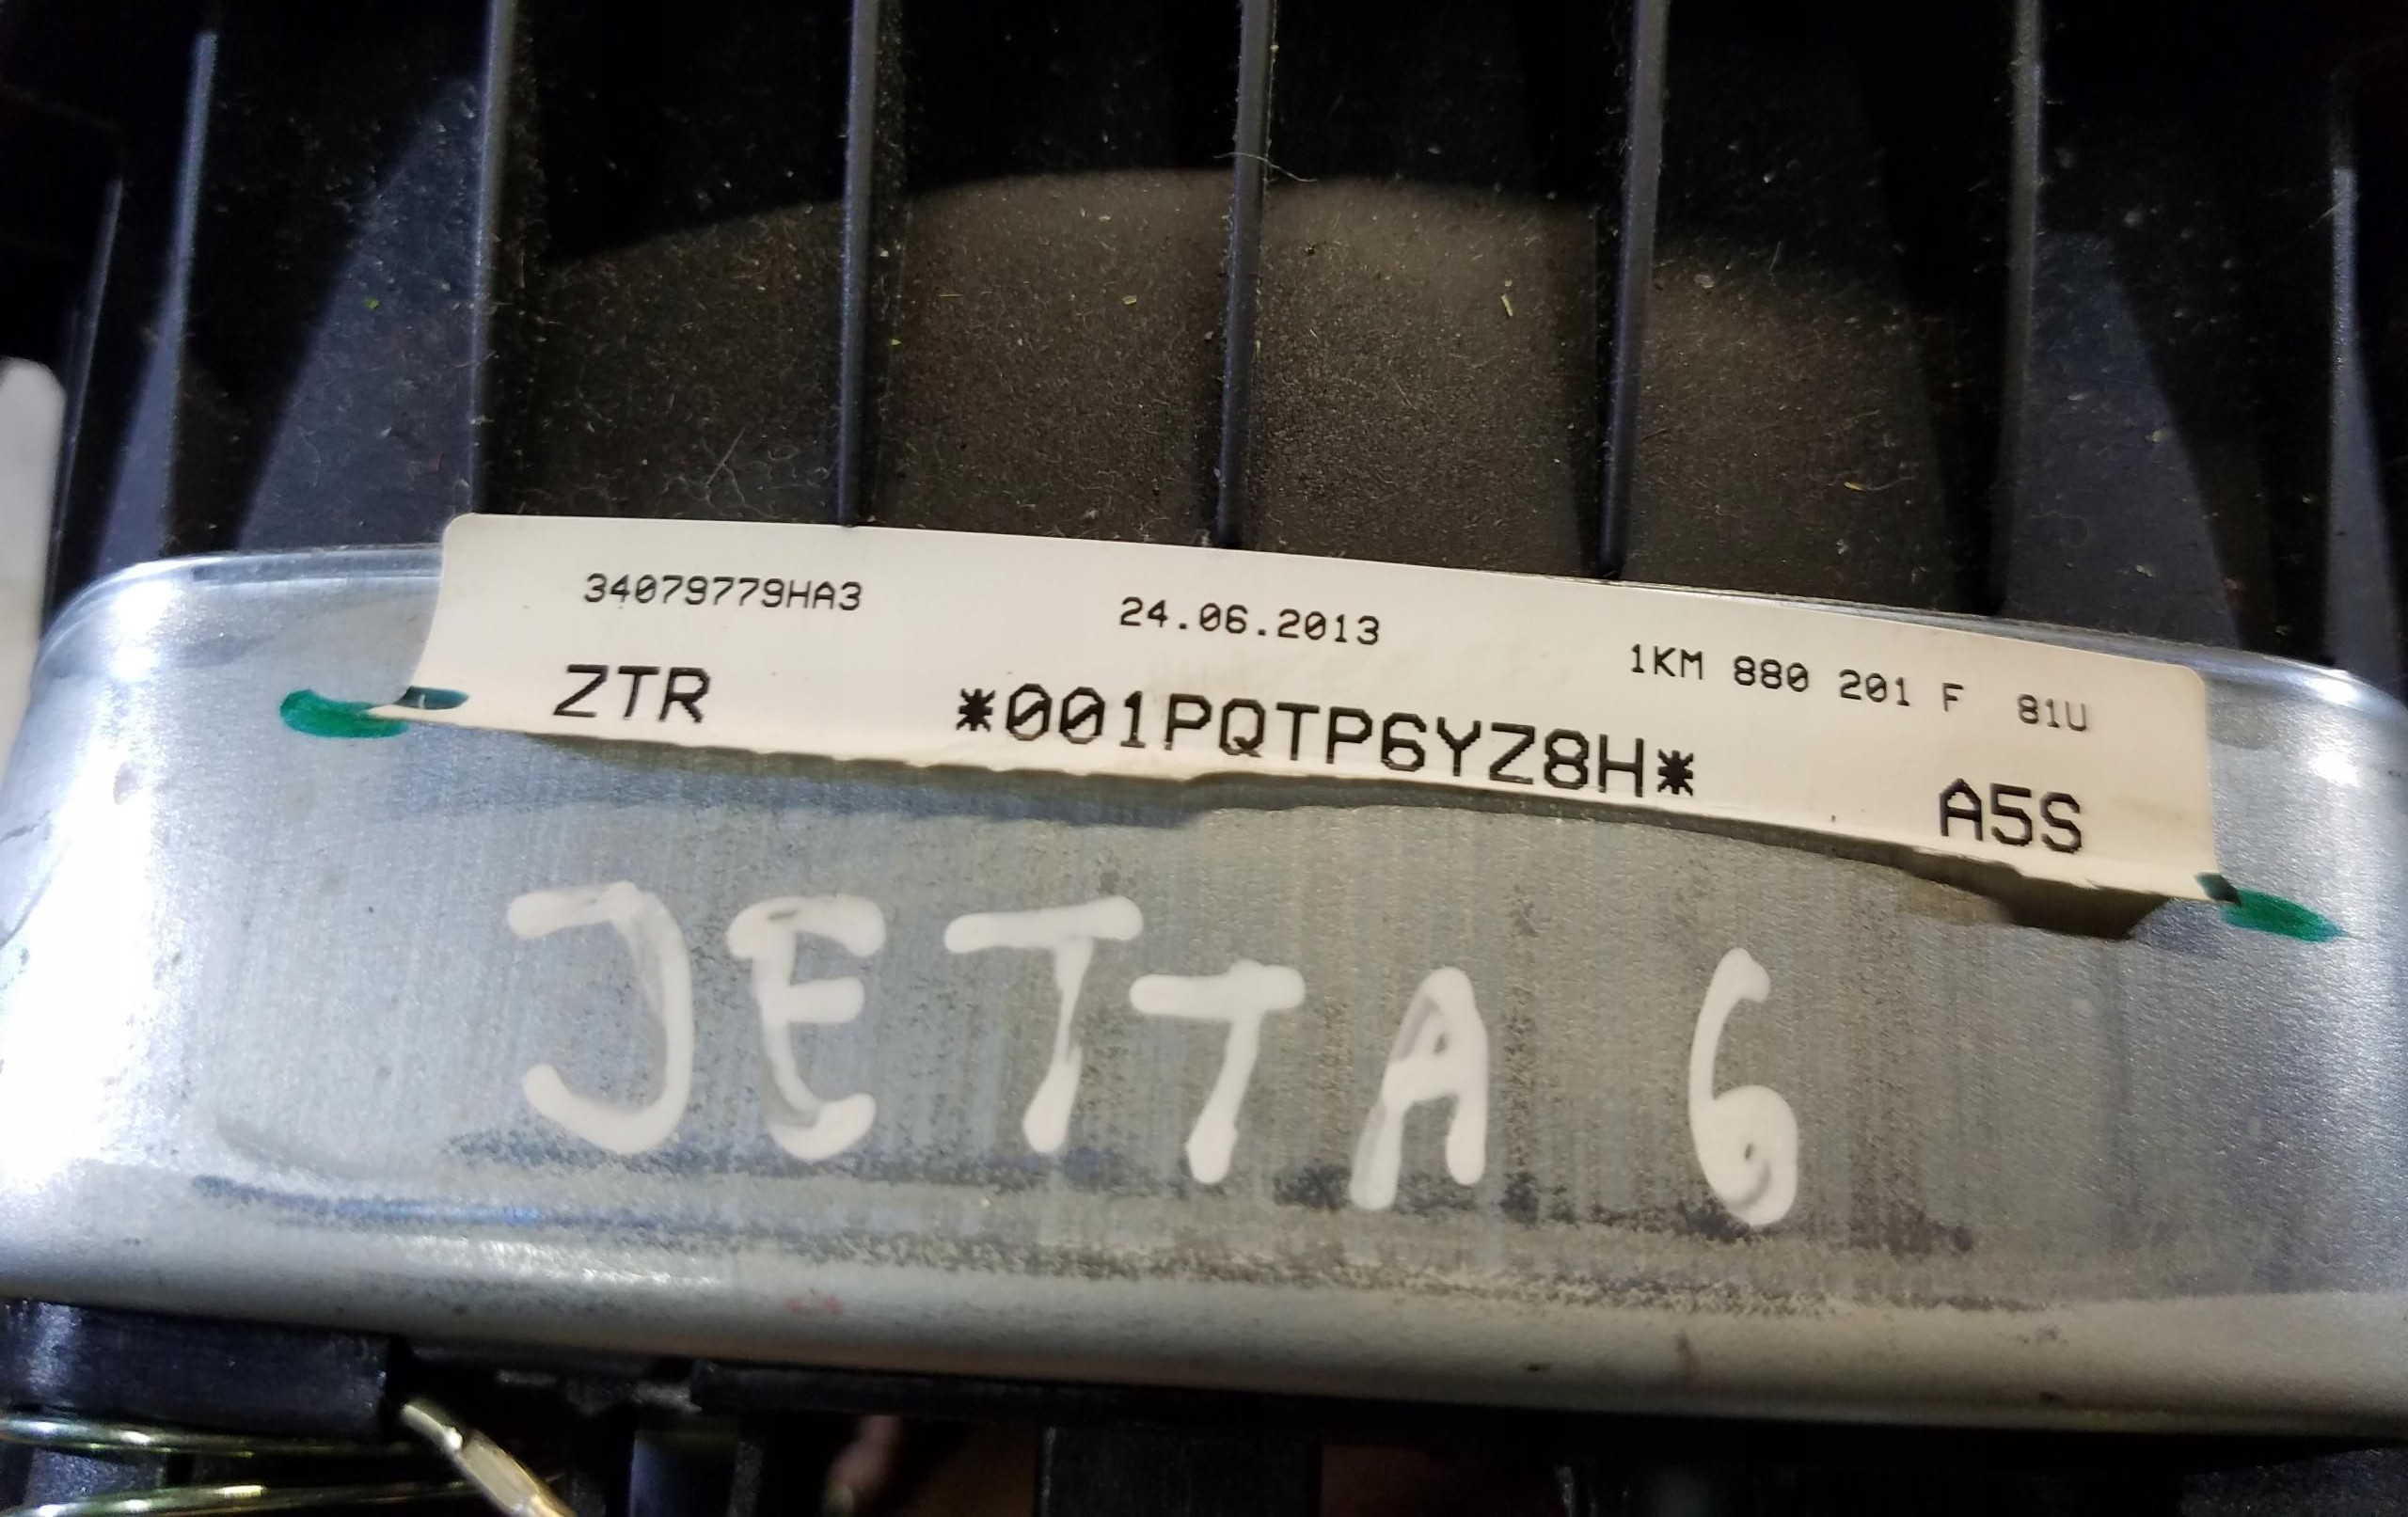 34079779HA3 24.06.2013 1KM 880 201 F 81U
ZTR *001PQTP6YZ8H* A5S
JETTA 6